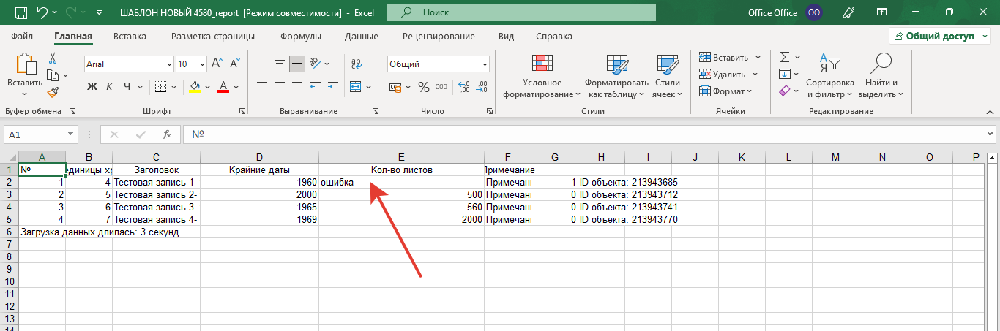 ШАБЛОН НОВЫЙ 4580_report [Режим совместимости] - Excel Поиск Office Office OO
Файл Главная Вставка Разметка страницы Формулы Данные Рецензирование Вид Справка Общий доступ
Вставить
Буфер обмена
Arial 10
Ж К Ч
Шрифт
ab
Выравнивание
Общий
% 000
Число
Условное форматирование
Форматировать как таблицу
Стили ячеек
Стили
Вставить
Удалить
Формат
Ячейки
Сортировка и фильтр
Найти и выделить
Редактирование
A1 fx №
A B C D E F G H I J K L M N O P
1 № единицы хр Заголовок Крайние даты Кол-во листов Примечание
2 1 4 Тестовая запись 1- 1960 ошибка Примечан 1 ID объекта: 213943685
3 2 5 Тестовая запись 2- 2000 500 Примечан 0 ID объекта: 213943712
4 3 6 Тестовая запись 3- 1965 560 Примечан 0 ID объекта: 213943741
5 4 7 Тестовая запись 4- 1969 2000 Примечан 0 ID объекта: 213943770
6 Загрузка данных длилась: 3 секунд
7
8
9
10
11
12
13
14